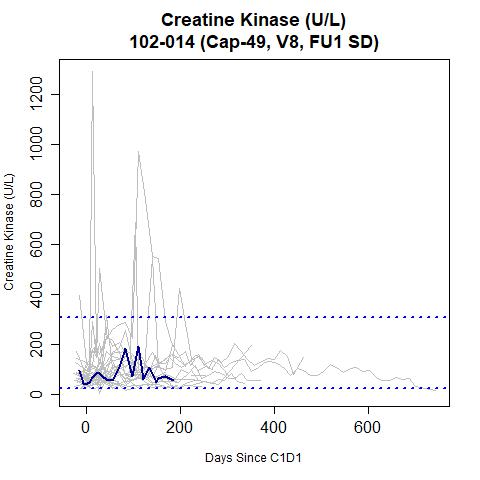 Creatine Kinase (U/L)
102-014 (Cap-49, V8, FU1 SD)
Creatine Kinase (U/L)
1200
1000
800
600
400
200
0
0
200
400
600
Days Since C1D1